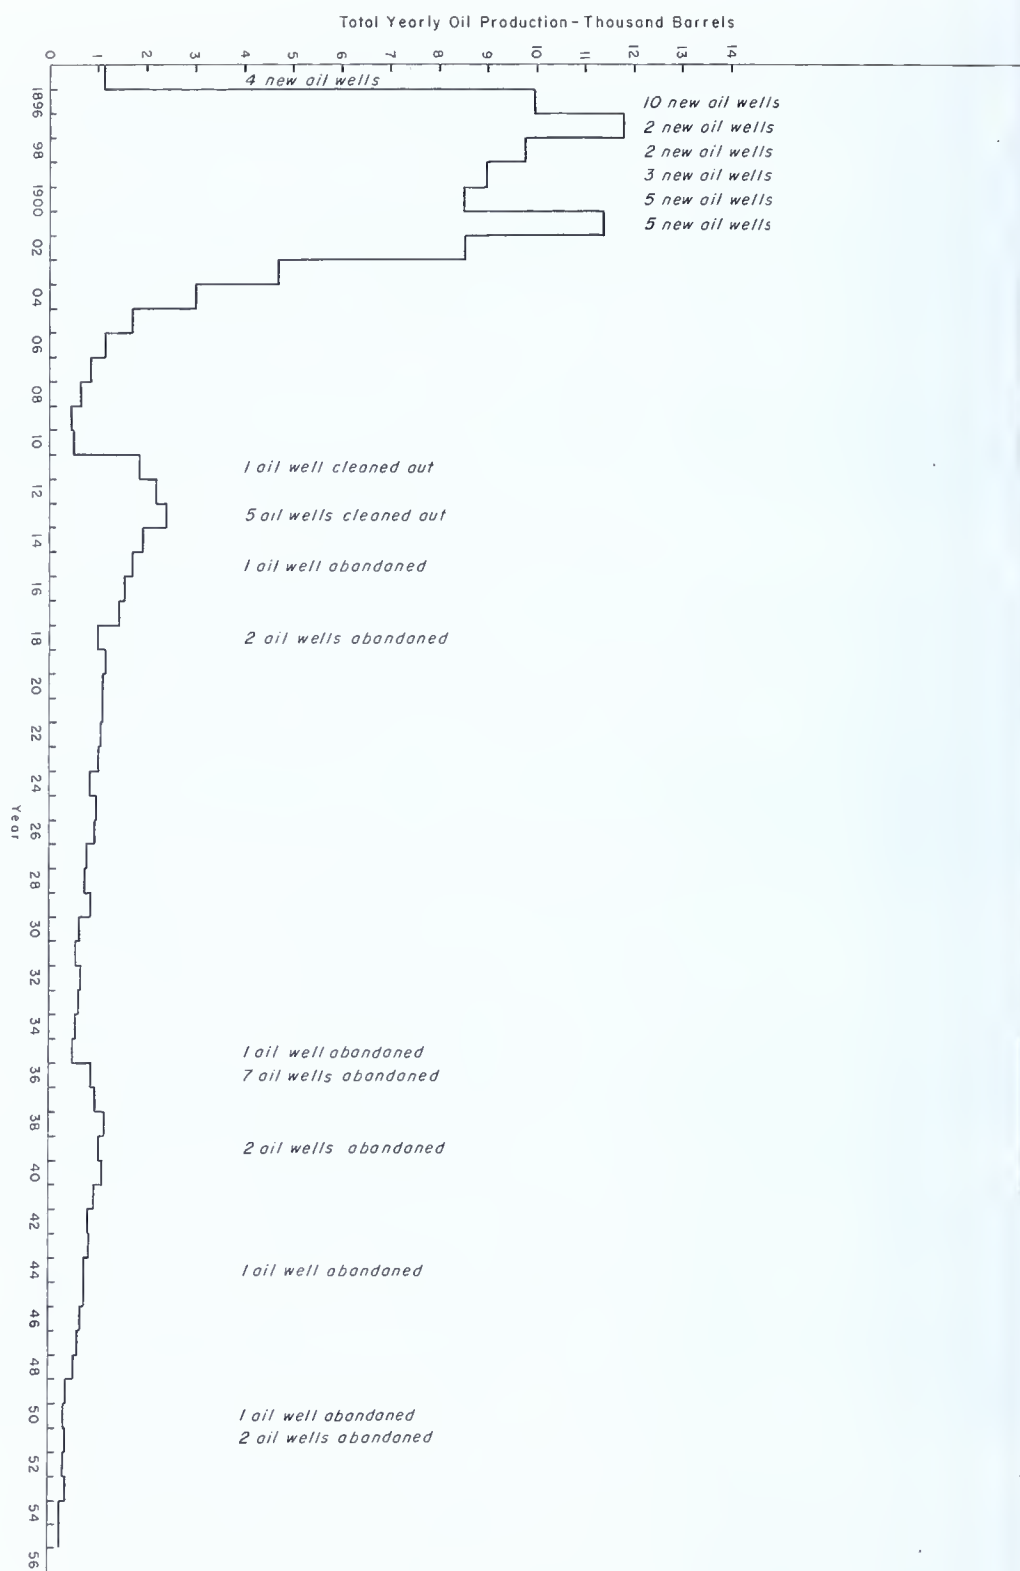 Total Yearly Oil Production-Thousand Barrels
0 1 2 3 4 5 6 7 8 9 10 11 12 13 14
4 new oil wells
10 new oil wells
2 new oil wells
2 new oil wells
3 new oil wells
5 new oil wells
5 new oil wells
1 oil well cleaned out
5 oil wells cleaned out
1 oil well abandoned
2 oil wells abandoned
1 oil well abandoned
7 oil wells abandoned
2 oil wells abandoned
1 oil well abandoned
1 oil well abandoned
2 oil wells abandoned
1896 98 1900 02 04 06 08 10 12 14 16 18 20 22 24 26 28 30 32 34 36 38 40 42 44 46 48 50 52 54 56
Year